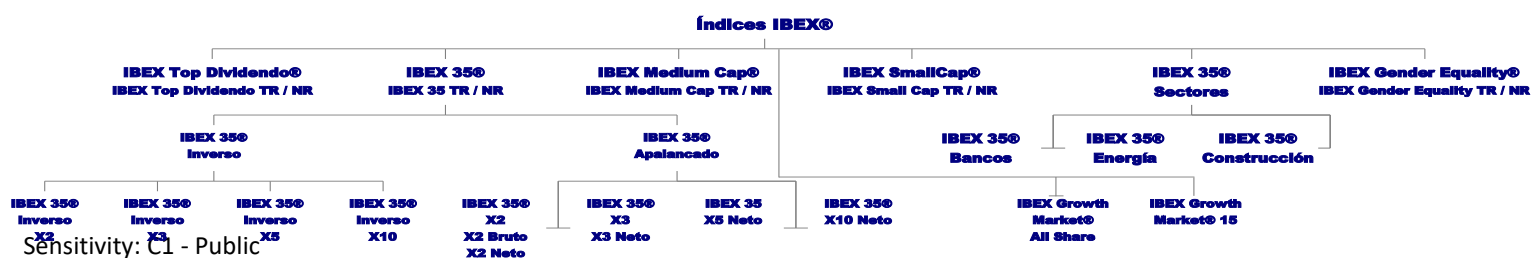 Índices IBEX®
IBEX Top Dividendo®
IBEX Top Dividendo TR / NR
IBEX 35®
IBEX 35 TR / NR
IBEX Medium Cap®
IBEX Medium Cap TR / NR
IBEX SmallCap®
IBEX Small Cap TR / NR
IBEX 35®
Sectores
IBEX Gender Equality®
IBEX Gender Equality TR / NR
IBEX 35®
Inverso
IBEX 35®
Apalancado
IBEX 35®
Bancos
IBEX 35®
Energía
IBEX 35®
Construcción
IBEX 35®
Inverso
X2
IBEX 35®
Inverso
X3
IBEX 35®
Inverso
X5
IBEX 35®
Inverso
X10
IBEX 35®
X2
X2 Bruto
X2 Neto
IBEX 35®
X3
X3 Neto
IBEX 35
X5 Neto
IBEX 35®
X10 Neto
IBEX Growth
Market®
All Share
IBEX Growth
Market® 15
Sensitivity: C1 - Public